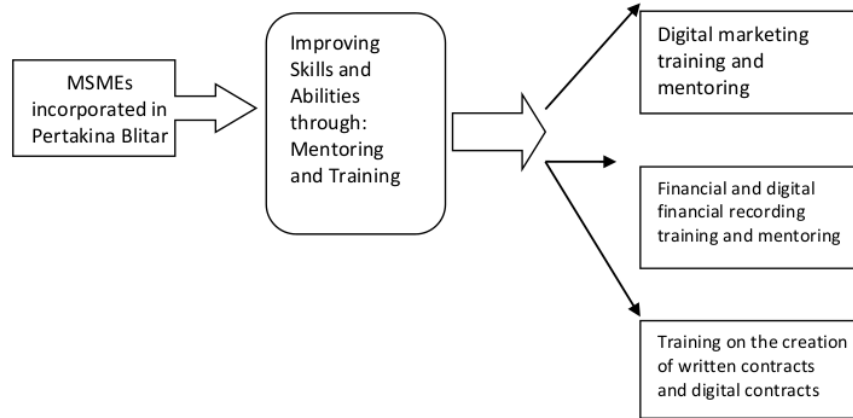 MSMEs
incorporated in
Pertakina Blitar
Improving
Skills and
Abilities
through:
Mentoring
and Training
Digital marketing
training and
mentoring
Financial and digital
financial recording
training and mentoring
Training on the creation
of written contracts
and digital contracts